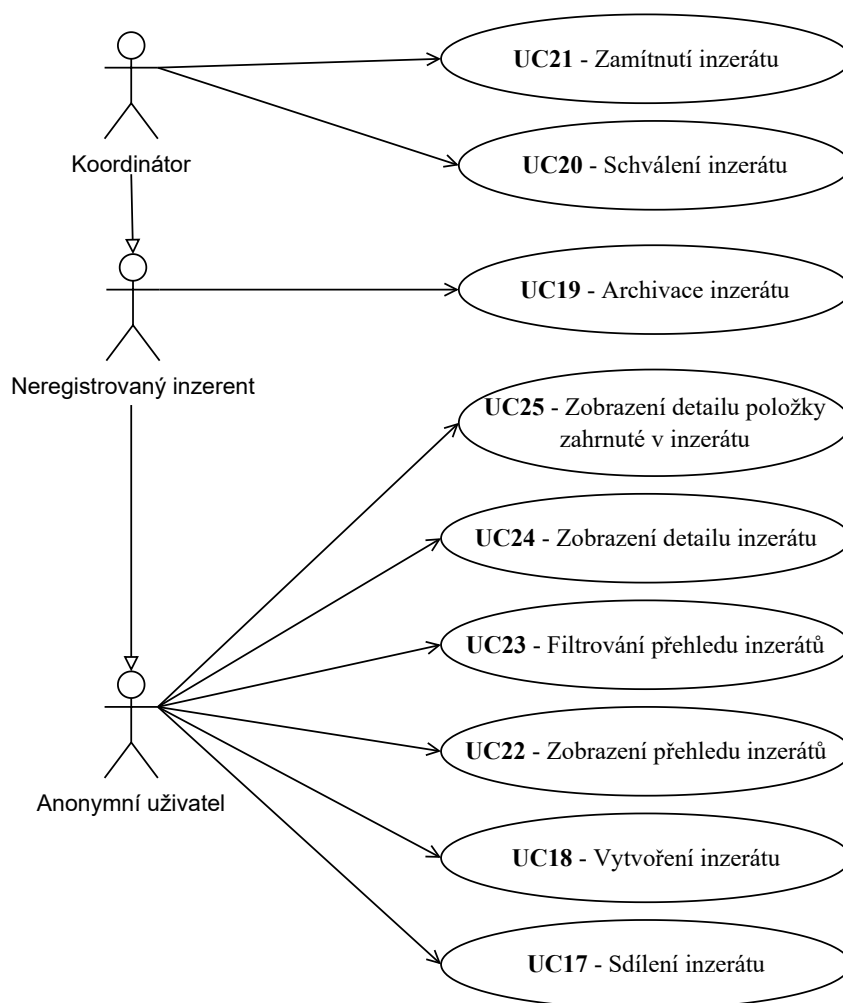 UC21 - Zamítnutí inzerátu
Koordinátor
UC20 - Schválení inzerátu
UC19 - Archivace inzerátu
Neregistrovaný inzerent
UC25 - Zobrazení detailu položky
zahrnuté v inzerátu
UC24 - Zobrazení detailu inzerátu
UC23 - Filtrování přehledu inzerátů
UC22 - Zobrazení přehledu inzerátů
Anonymní uživatel
UC18 - Vytvoření inzerátu
UC17 - Sdílení inzerátu